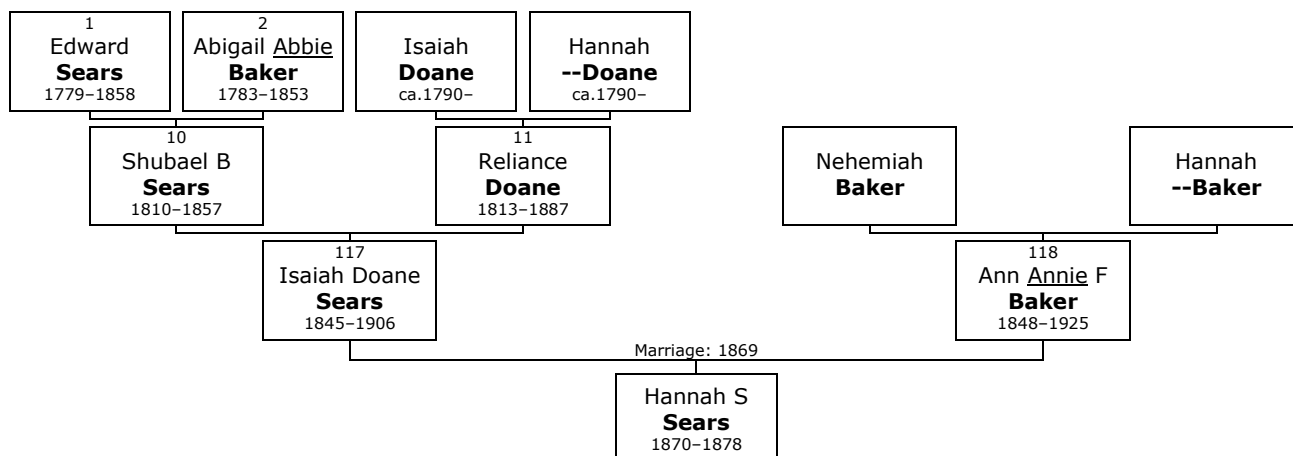 1
Edward
Sears
1779–1858
2
Abigail Abbie
Baker
1783–1853
Isaiah
Doane
ca.1790–
Hannah
--Doane
ca.1790–
10
Shubael B
Sears
1810–1857
11
Reliance
Doane
1813–1887
Nehemiah
Baker
Hannah
--Baker
117
Isaiah Doane
Sears
1845–1906
118
Ann Annie F
Baker
1848–1925
Marriage: 1869
Hannah S
Sears
1870–1878